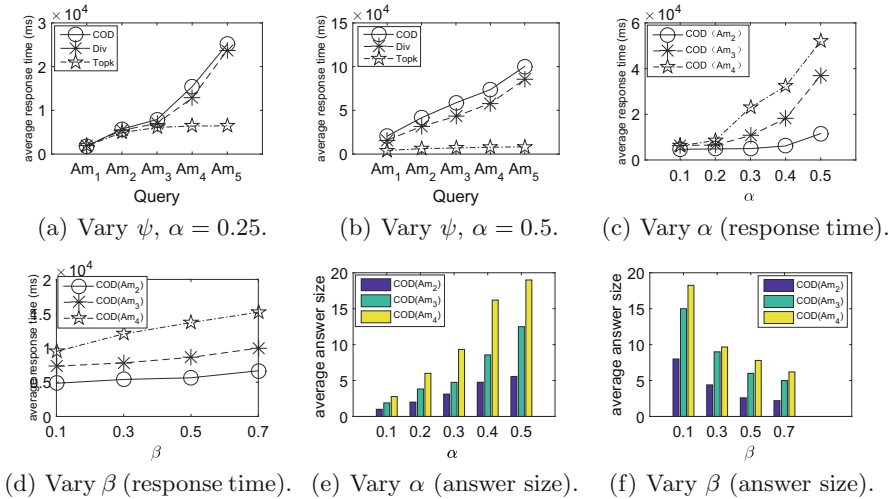 × 10^4
3
2
1
0
average response time (ms)
COD
Div
Topk
Am1 Am2 Am3 Am4 Am5
Query
(a) Vary ψ, α = 0.25.
× 10^4
15
10
5
0
average response time (ms)
COD
Div
Topk
Am1 Am2 Am3 Am4 Am5
Query
(b) Vary ψ, α = 0.5.
× 10^4
6
4
2
0
average response time (ms)
COD（Am2)
COD（Am3)
COD（Am4)
0.1 0.2 0.3 0.4 0.5
α
(c) Vary α (response time).
× 10^4
2
1.5
1
0.5
0
average response time (ms)
COD(Am2)
COD(Am3)
COD(Am4)
0.1 0.3 0.5 0.7
β
(d) Vary β (response time).
20
15
10
5
0
average answer size
COD(Am2)
COD(Am3)
COD(Am4)
0.1 0.2 0.3 0.4 0.5
α
(e) Vary α (answer size).
20
15
10
5
0
average answer size
COD(Am2)
COD(Am3)
COD(Am4)
0.1 0.3 0.5 0.7
β
(f) Vary β (answer size).